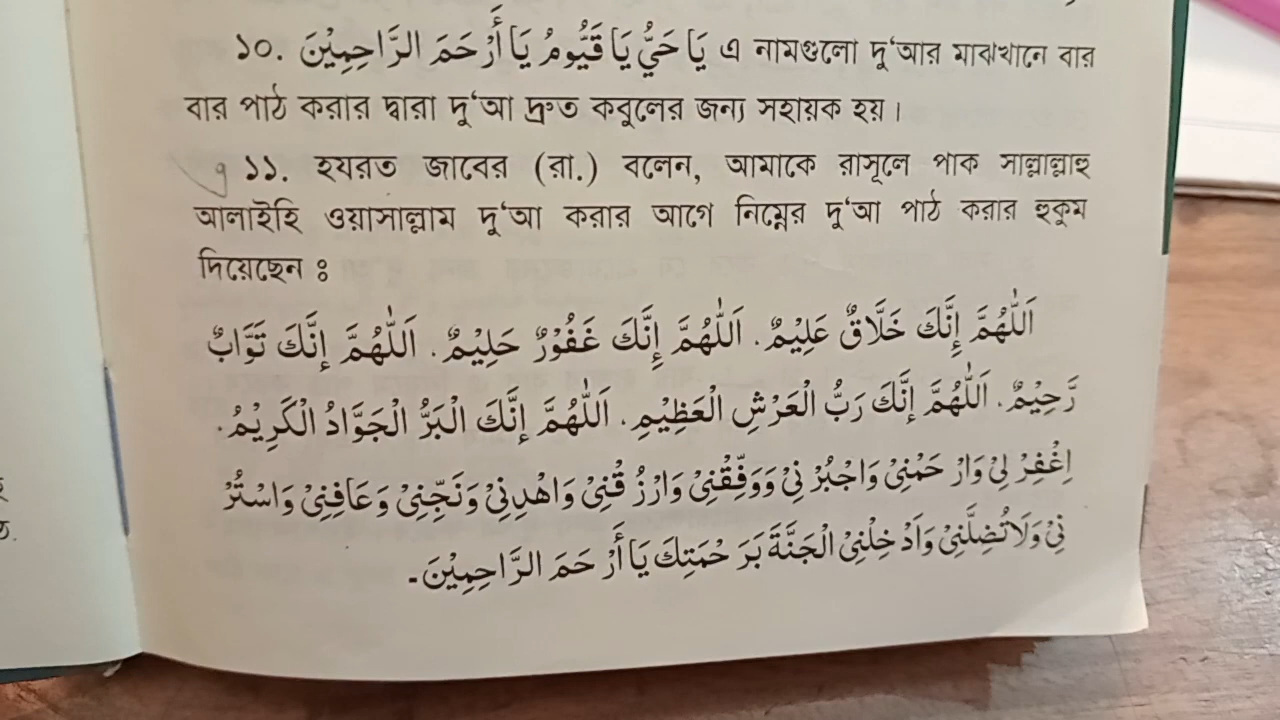 ১০. يَا حَيُّ يَا قَيُّومُ يَا أَرْحَمَ الرَّاحِمِيْنَ এ নামগুলো দু‘আর মাঝখানে বার
বার পাঠ করার দ্বারা দু‘আ দ্রুত কবুলের জন্য সহায়ক হয়।
১১. হযরত জাবের (রা.) বলেন, আমাকে রাসূলে পাক সাল্লাল্লাহু
আলাইহি ওয়াসাল্লাম দু‘আ করার আগে নিম্নের দু‘আ পাঠ করার হুকুম
দিয়েছেন ঃ
اَللّٰهُمَّ إِنَّكَ خَلَّاقٌ عَلِيْمٌ. اَللّٰهُمَّ إِنَّكَ غَفُوْرٌ حَلِيْمٌ. اَللّٰهُمَّ إِنَّكَ تَوَّابٌ
رَّحِيْمٌ. اَللّٰهُمَّ إِنَّكَ رَبُّ الْعَرْشِ الْعَظِيْمِ. اَللّٰهُمَّ إِنَّكَ الْبَرُّ الْجَوَّادُ الْكَرِيْمُ.
اِغْفِرْ لِيْ وَارْ حَمْنِيْ وَاجْبُرْ نِيْ وَوَفِّقْنِيْ وَارْزُ قْنِيْ وَاهْدِنِيْ وَنَجِّنِيْ وَعَافِنِيْ وَاسْتُرْ
نِيْ وَلَا تُضِلَّنِيْ وَاَدْ خِلْنِيْ الْجَنَّةَ بَرَ حْمَتِكَ يَا أَرْ حَمَ الرَّاحِمِيْنَ-